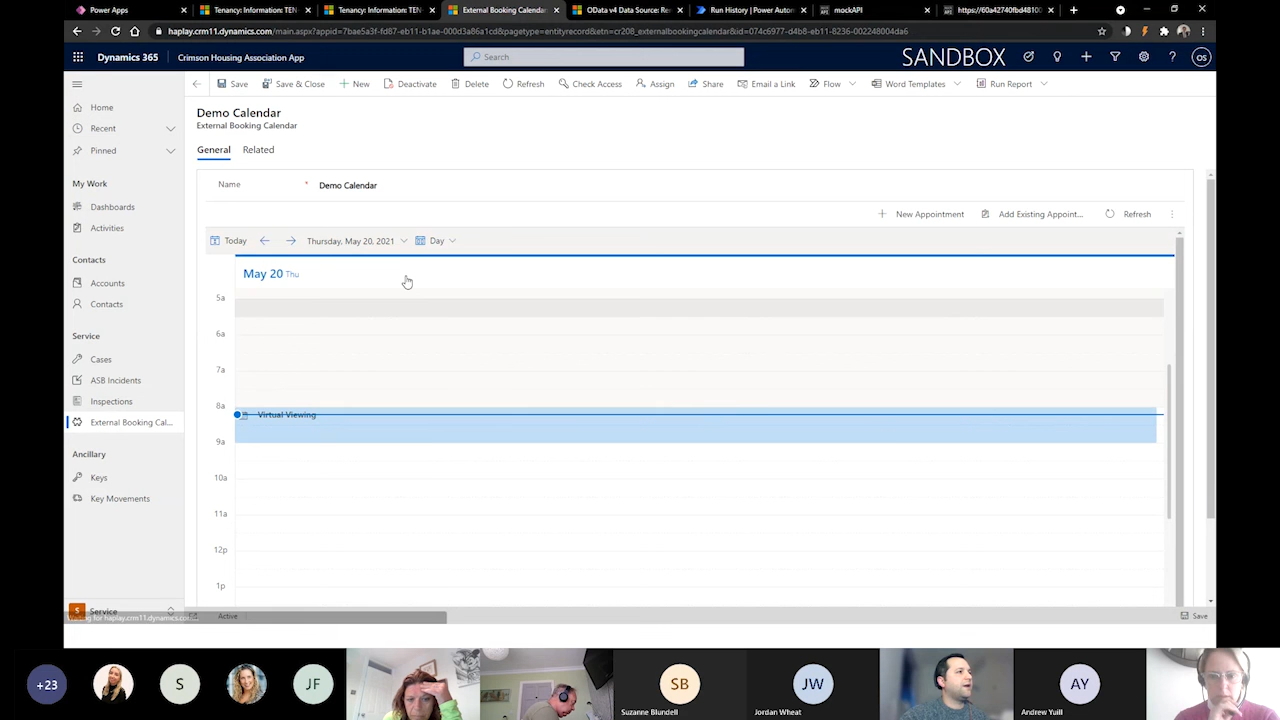 Power Apps
Tenancy: Information: TEN
Tenancy: Information: TEN
External Booking Calendar
OData v4 Data Source: Re
Run History | Power Autom
mockAPI
https://60a42740fbd48100
haplay.crm11.dynamics.com/main.aspx?appid=7bae5a3f-fd87-eb11-b1ae-000d3a86a1cd&pagetype=entityrecord&etn=cr208_externalbookingcalendar&id=074c6977-d4b8-eb11-8236-002248004da6
Dynamics 365
Crimson Housing Association App
Search
SANDBOX
OS
Save
Save & Close
New
Deactivate
Delete
Refresh
Check Access
Assign
Share
Email a Link
Flow
Word Templates
Run Report
Home
Recent
Pinned
My Work
Dashboards
Activities
Contacts
Accounts
Contacts
Service
Cases
ASB Incidents
Inspections
External Booking Cal...
Ancillary
Keys
Key Movements
S Service
Demo Calendar
External Booking Calendar
General Related
Name * Demo Calendar
New Appointment
Add Existing Appoint...
Refresh
Today
Thursday, May 20, 2021
Day
May 20 Thu
5a
6a
7a
8a
Virtual Viewing
9a
10a
11a
12p
1p
Active
Save
+23
S
JF
SB
Suzanne Blundell
JW
Jordan Wheat
AY
Andrew Yuill